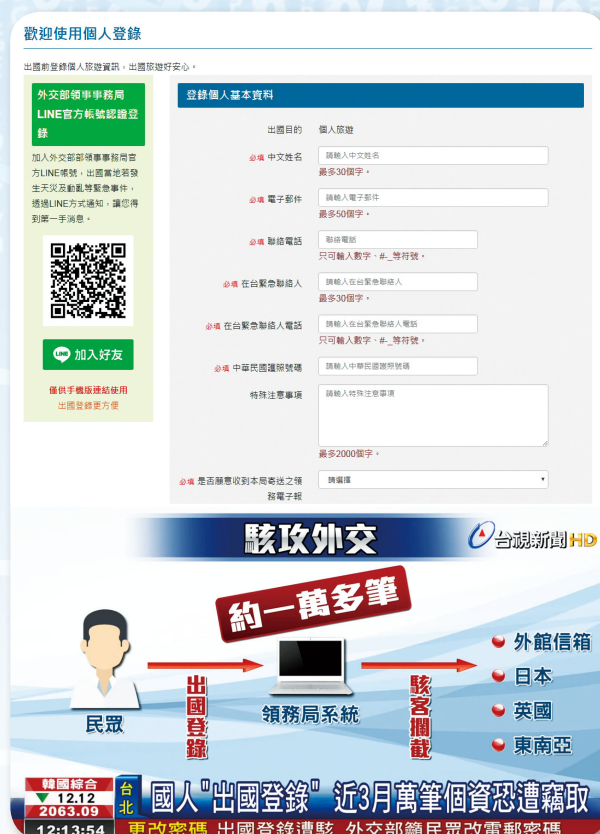 歡迎使用個人登錄
出國前登錄個人旅遊資訊，出國旅遊好安心。
外交部領事事務局
LINE官方帳號認證登
錄
加入外交部部領事事務局官
方LINE帳號，出國當地若發
生天災及動亂等緊急事件，
透過LINE方式通知，讓您得
到第一手消息。
LINE 加入好友
僅供手機版連結使用
出國登錄更方便
登錄個人基本資料
出國目的 個人旅遊
必填 中文姓名 請輸入中文姓名
最多30個字。
必填 電子郵件 請輸入電子郵件
最多50個字。
必填 聯絡電話 聯絡電話
只可輸入數字、#-_等符號。
必填 在台緊急聯絡人 請輸入在台緊急聯絡人
最多30個字。
必填 在台緊急聯絡人電話 請輸入在台緊急聯絡人電話
只可輸入數字、#-_等符號。
必填 中華民國護照號碼 請輸入中華民國護照號碼
特殊注意事項 請輸入特殊注意事項
最多2000個字。
必填 是否願意收到本局寄送之領 請選擇
務電子報
駭攻外交
台視新聞HD
約一萬多筆
民眾
出國登錄
領務局系統
駭客攔截
外館信箱
日本
英國
東南亞
韓國綜合
▼ 12.12
2063.09
12:13:54
台北
國人"出國登錄" 近3月萬筆個資恐遭竊取
更改密碼 出國登錄遭駭 外交部籲民眾改電郵密碼